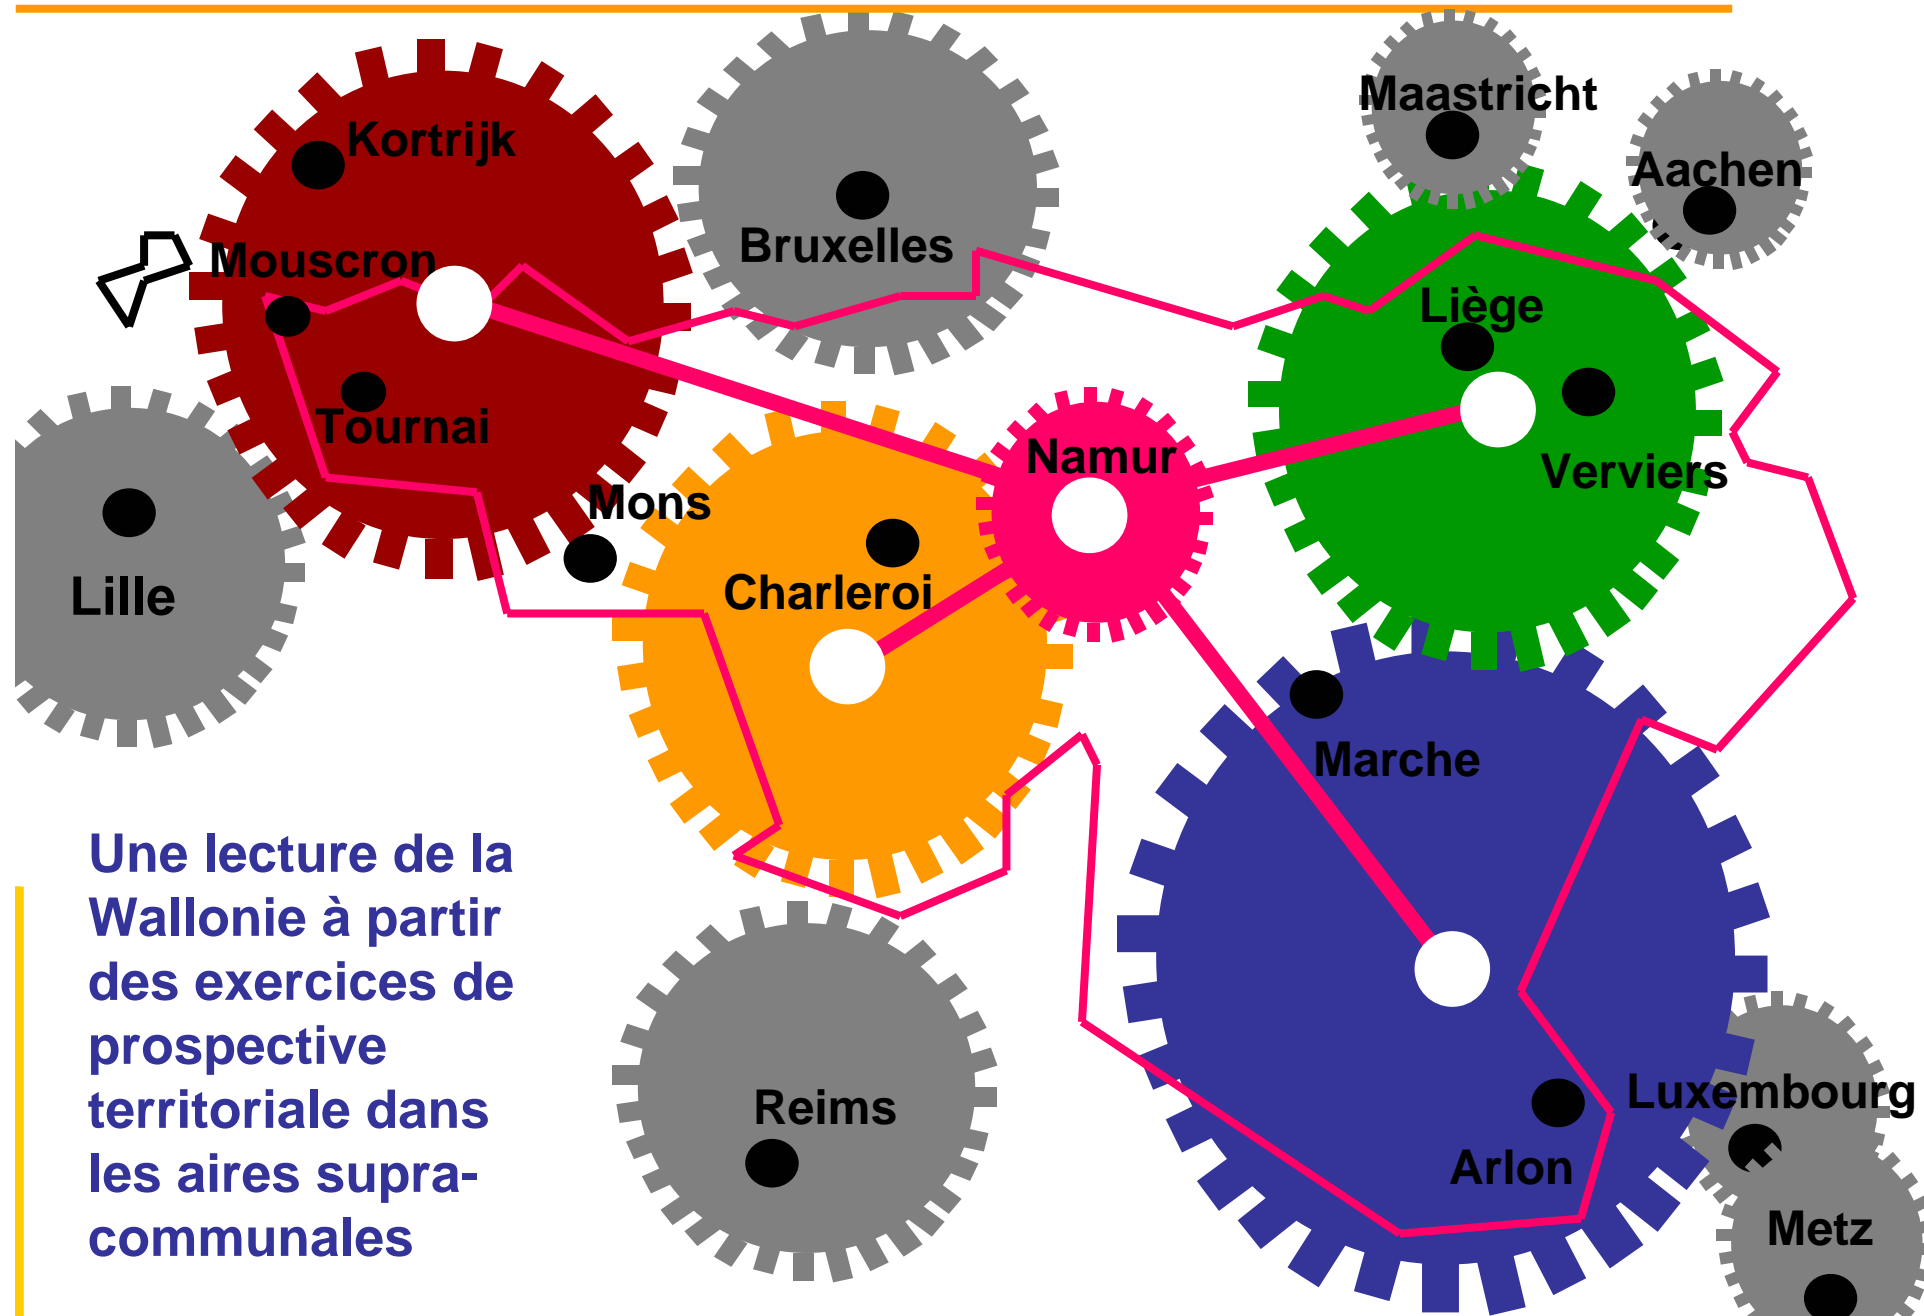 Maastricht
Kortrijk
Aachen
Bruxelles
Mouscron
Liège
Tournai
Namur
Verviers
Mons
Charleroi
Lille
Marche
Une lecture de la
Wallonie à partir
des exercices de
prospective
territoriale dans
les aires supra-
communales
Luxembourg
Reims
Arlon
Metz